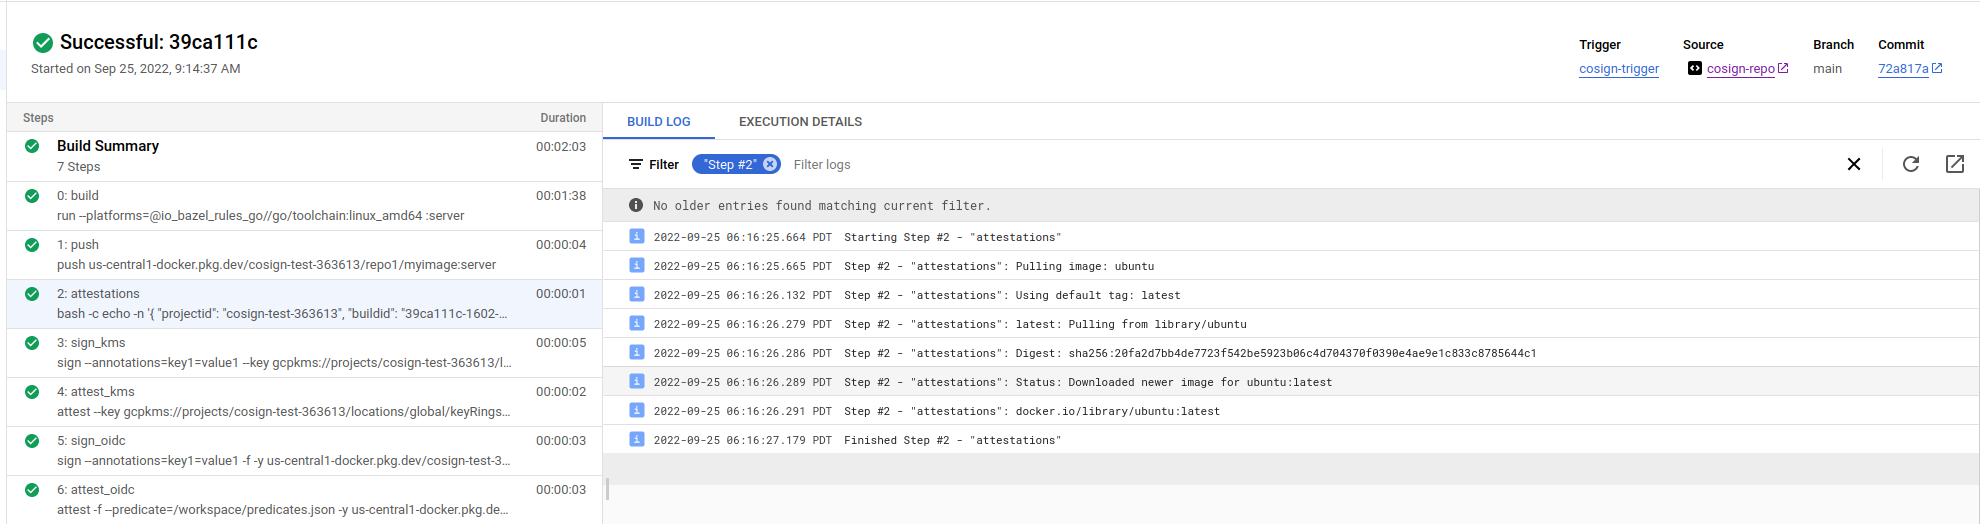 Successful: 39ca111c
Started on Sep 25, 2022, 9:14:37 AM
Trigger Source Branch Commit
cosign-trigger cosign-repo main 72a817a
Steps Duration
Build Summary 00:02:03
7 Steps
0: build 00:01:38
run --platforms=@io_bazel_rules_go//go/toolchain:linux_amd64 :server
1: push 00:00:04
push us-central1-docker.pkg.dev/cosign-test-363613/repo1/myimage:server
2: attestations 00:00:01
bash -c echo -n '{ "projectid": "cosign-test-363613", "buildid": "39ca111c-1602-...
3: sign_kms 00:00:05
sign --annotations=key1=value1 --key gcpkms://projects/cosign-test-363613/l...
4: attest_kms 00:00:02
attest --key gcpkms://projects/cosign-test-363613/locations/global/keyRings...
5: sign_oidc 00:00:03
sign --annotations=key1=value1 -f -y us-central1-docker.pkg.dev/cosign-test-3...
6: attest_oidc 00:00:03
attest -f --predicate=/workspace/predicates.json -y us-central1-docker.pkg.de...
BUILD LOG EXECUTION DETAILS
Filter "Step #2" Filter logs
No older entries found matching current filter.
2022-09-25 06:16:25.664 PDT Starting Step #2 - "attestations"
2022-09-25 06:16:25.665 PDT Step #2 - "attestations": Pulling image: ubuntu
2022-09-25 06:16:26.132 PDT Step #2 - "attestations": Using default tag: latest
2022-09-25 06:16:26.279 PDT Step #2 - "attestations": latest: Pulling from library/ubuntu
2022-09-25 06:16:26.286 PDT Step #2 - "attestations": Digest: sha256:20fa2d7bb4de7723f542be5923b06c4d704370f0390e4ae9e1c833c8785644c1
2022-09-25 06:16:26.289 PDT Step #2 - "attestations": Status: Downloaded newer image for ubuntu:latest
2022-09-25 06:16:26.291 PDT Step #2 - "attestations": docker.io/library/ubuntu:latest
2022-09-25 06:16:27.179 PDT Finished Step #2 - "attestations"